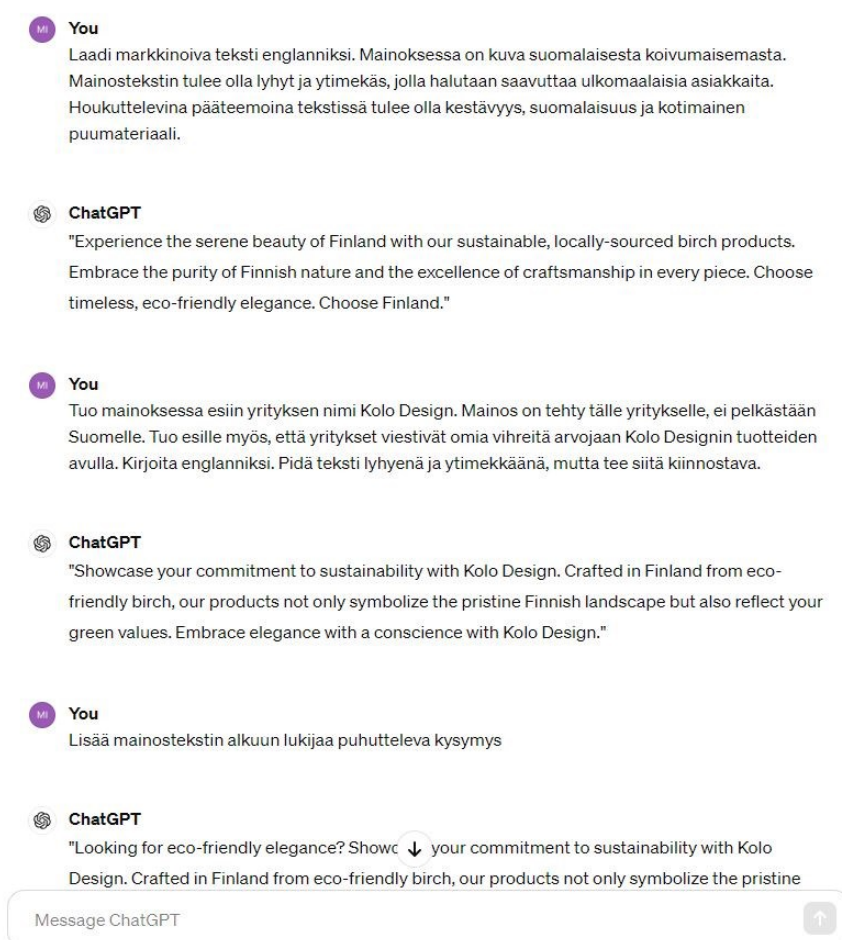 MI You
Laadi markkinoiva teksti englanniksi. Mainoksessa on kuva suomalaisesta koivumaisemasta.
Mainostekstin tulee olla lyhyt ja ytimekäs, jolla halutaan saavuttaa ulkomaalaisia asiakkaita.
Houkuttelevina pääteemoina tekstissä tulee olla kestävyys, suomalaisuus ja kotimainen
puumateriaali.
ChatGPT
"Experience the serene beauty of Finland with our sustainable, locally-sourced birch products.
Embrace the purity of Finnish nature and the excellence of craftsmanship in every piece. Choose
timeless, eco-friendly elegance. Choose Finland."
MI You
Tuo mainoksessa esiin yrityksen nimi Kolo Design. Mainos on tehty tälle yritykselle, ei pelkästään
Suomelle. Tuo esille myös, että yritykset viestivät omia vihreitä arvojaan Kolo Designin tuotteiden
avulla. Kirjoita englanniksi. Pidä teksti lyhyenä ja ytimekkäänä, mutta tee siitä kiinnostava.
ChatGPT
"Showcase your commitment to sustainability with Kolo Design. Crafted in Finland from eco-
friendly birch, our products not only symbolize the pristine Finnish landscape but also reflect your
green values. Embrace elegance with a conscience with Kolo Design."
MI You
Lisää mainostekstin alkuun lukijaa puhutteleva kysymys
ChatGPT
"Looking for eco-friendly elegance? your commitment to sustainability with Kolo
Design. Crafted in Finland from eco-friendly birch, our products not only symbolize the pristine
Message ChatGPT